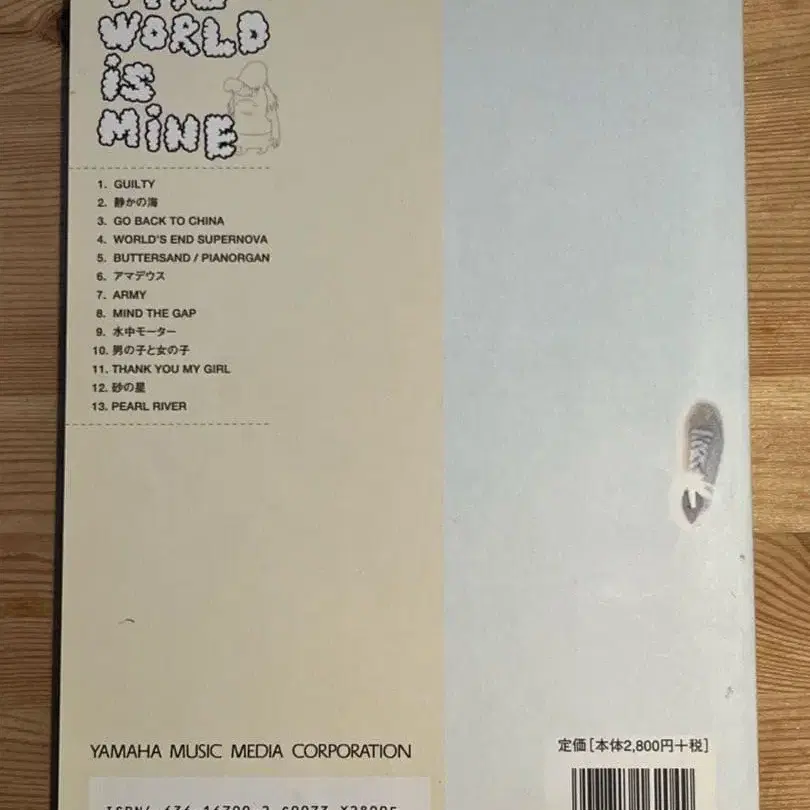 THE
WORLD
iS
MiNE
1. GUILTY
2. 静かの海
3. GO BACK TO CHINA
4. WORLD'S END SUPERNOVA
5. BUTTERSAND / PIANORGAN
6. アマデウス
7. ARMY
8. MIND THE GAP
9. 水中モーター
10. 男の子と女の子
11. THANK YOU MY GIRL
12. 砂の星
13. PEARL RIVER
YAMAHA MUSIC MEDIA CORPORATION
定価[本体2,800円+税]